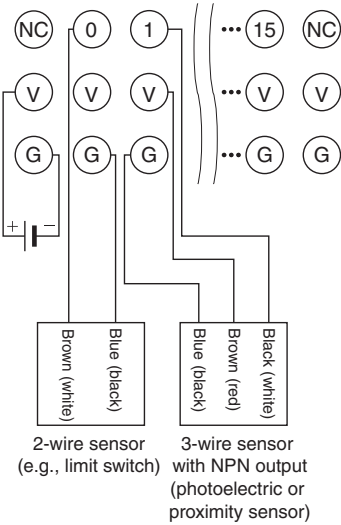 NC 0 1 ••• 15 NC
V V V ••• V V
G G G ••• G G
+ −
Brown (white)
Blue (black)
Blue (black)
Brown (red)
Black (white)
2-wire sensor
(e.g., limit switch)
3-wire sensor
with NPN output
(photoelectric or
proximity sensor)